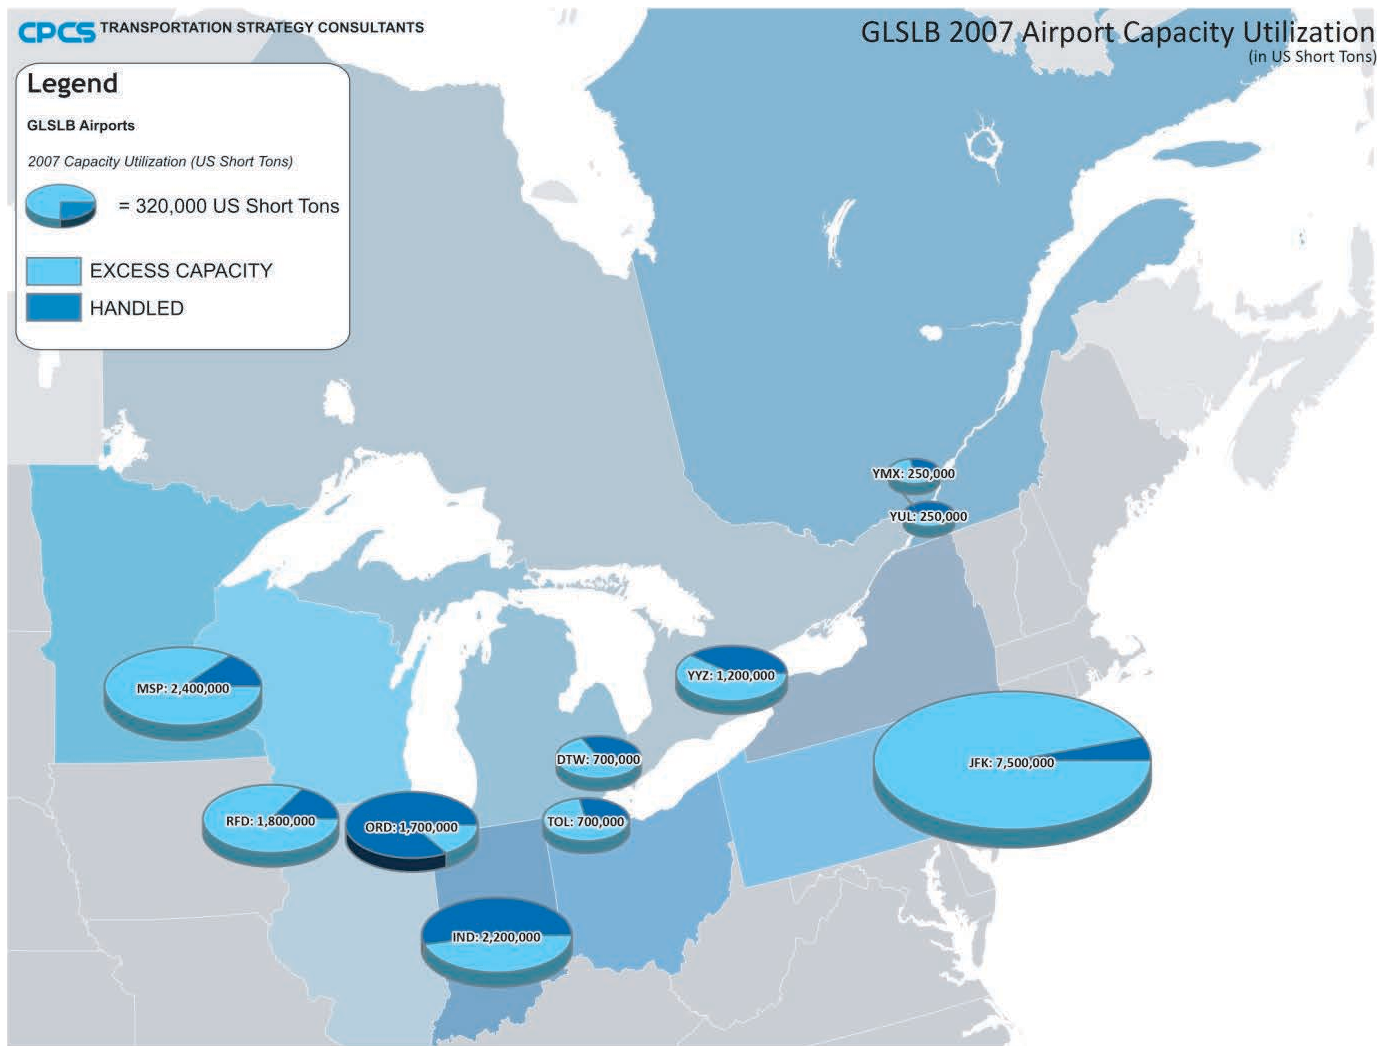 CPCS TRANSPORTATION STRATEGY CONSULTANTS
GLSLB 2007 Airport Capacity Utilization
(in US Short Tons)
Legend
GLSLB Airports
2007 Capacity Utilization (US Short Tons)
= 320,000 US Short Tons
EXCESS CAPACITY
HANDLED
YMX: 250,000
YUL: 250,000
MSP: 2,400,000
YYZ: 1,200,000
DTW: 700,000
JFK: 7,500,000
RFD: 1,800,000
ORD: 1,700,000
TOL: 700,000
IND: 2,200,000